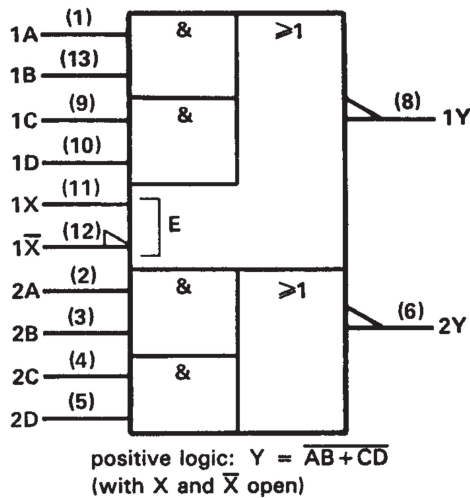 1A (1) & ⩾1
1B (13)
1C (9) & (8) 1Y
1D (10)
1X (11)
E
1X̅ (12)
2A (2) & ⩾1
2B (3) (6) 2Y
2C (4) &
2D (5)
positive logic: Y = A̅B̅+̅C̅D̅
(with X and X̅ open)